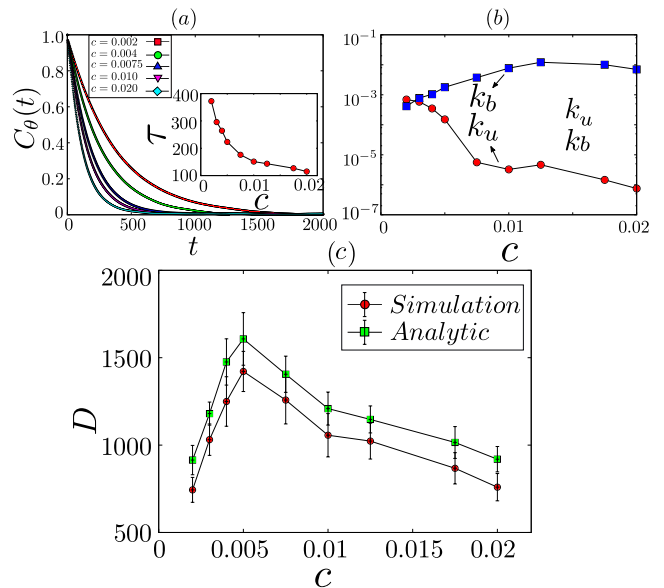 (a)
c = 0.002
c = 0.004
c = 0.0075
c = 0.010
c = 0.020
1.0
0.8
0.6
0.4
0.2
0.0
C_θ(t)
0 500 1000 1500 2000
t
400
300
200
100
τ
0 0.01 0.02
c
(b)
10⁻¹
10⁻³
10⁻⁵
10⁻⁷
k_b
k_u
k_u
k_b
0 0.01 0.02
c
(c)
2000
1500
1000
500
D
Simulation
Analytic
0 0.005 0.01 0.015 0.02
c